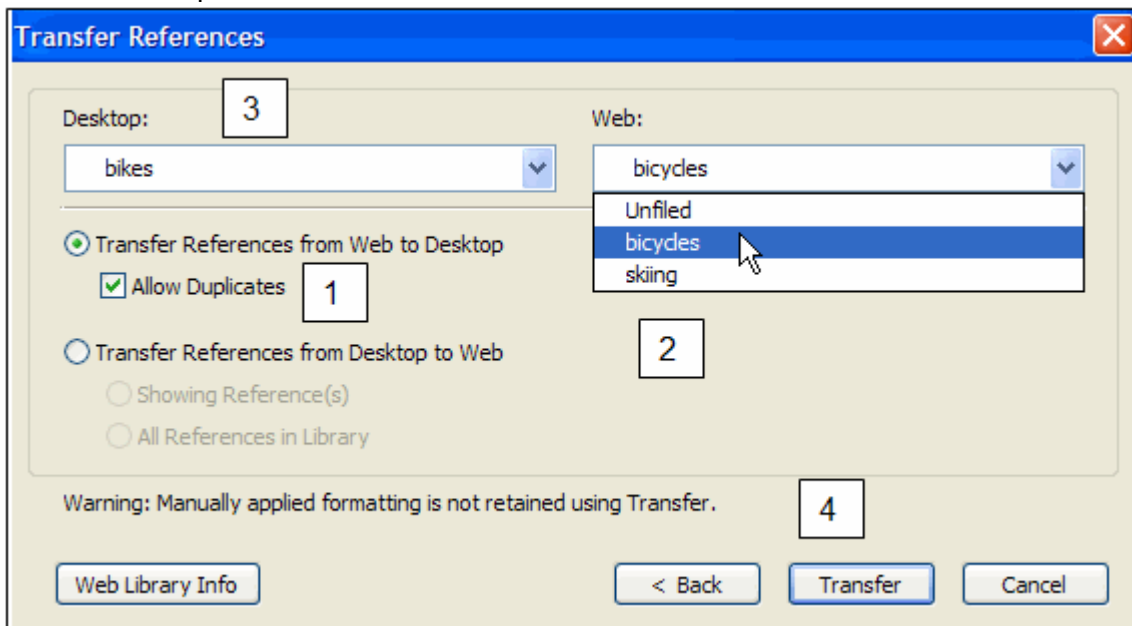 Transfer References
3
Desktop:
Web:
bikes
bicycles
Unfiled
bicycles
skiing
Transfer References from Web to Desktop
Allow Duplicates
1
2
Transfer References from Desktop to Web
Showing Reference(s)
All References in Library
Warning: Manually applied formatting is not retained using Transfer.
4
Web Library Info
< Back
Transfer
Cancel